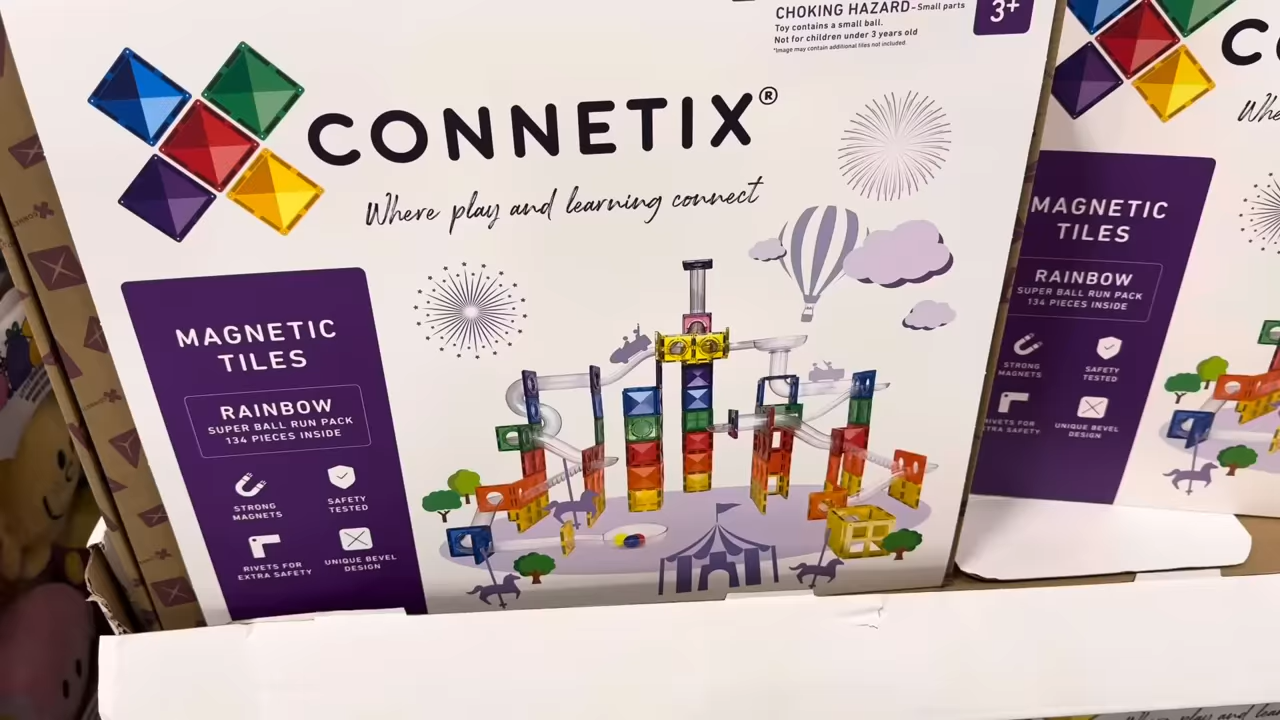 CHOKING HAZARD - Small parts
Toy contains a small ball.
Not for children under 3 years old
*Image may contain additional tiles not included
3+
CONNETIX®
Where play and learning connect
MAGNETIC
TILES
RAINBOW
SUPER BALL RUN PACK
134 PIECES INSIDE
STRONG
MAGNETS
SAFETY
TESTED
RIVETS FOR
EXTRA SAFETY
UNIQUE BEVEL
DESIGN
MAGNETIC
TILES
RAINBOW
SUPER BALL RUN PACK
134 PIECES INSIDE
STRONG
MAGNETS
SAFETY
TESTED
RIVETS FOR
EXTRA SAFETY
UNIQUE BEVEL
DESIGN